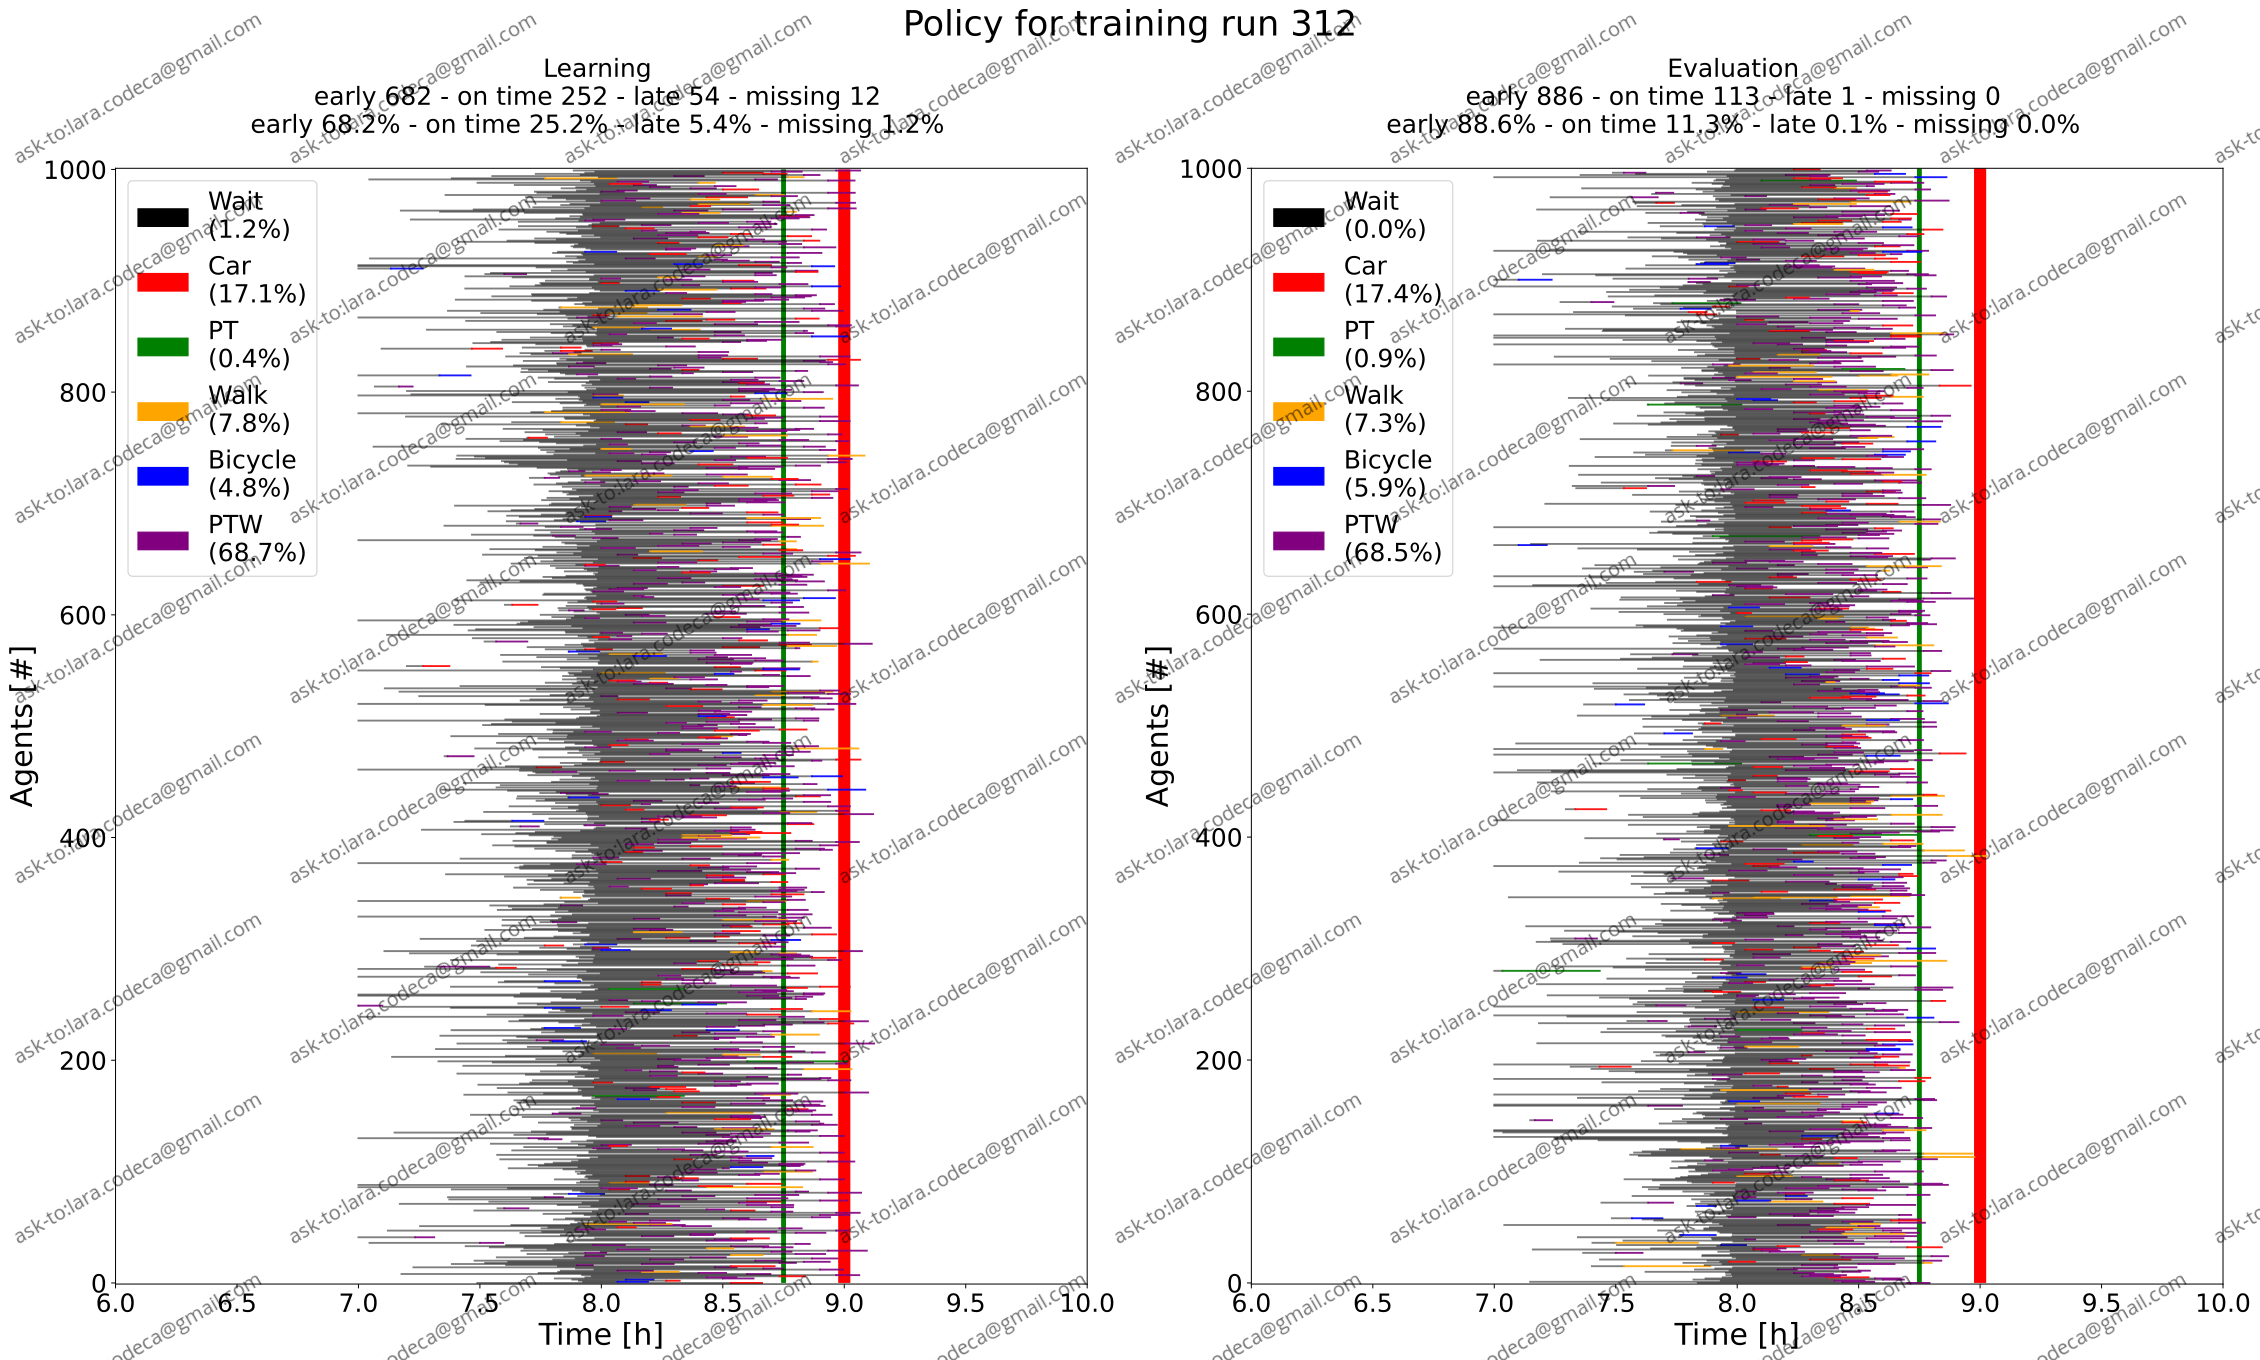 Policy for training run 312
Learning
early 682 - on time 252 - late 54 - missing 12
early 68.2% - on time 25.2% - late 5.4% - missing 1.2%
1000
800
600
400
200
0
Agents [#]
Wait
(1.2%)
Car
(17.1%)
PT
(0.4%)
Walk
(7.8%)
Bicycle
(4.8%)
PTW
(68.7%)
6.0 6.5 7.0 7.5 8.0 8.5 9.0 9.5 10.0
Time [h]
Evaluation
early 886 - on time 113 - late 1 - missing 0
early 88.6% - on time 11.3% - late 0.1% - missing 0.0%
1000
800
600
400
200
0
Agents [#]
Wait
(0.0%)
Car
(17.4%)
PT
(0.9%)
Walk
(7.3%)
Bicycle
(5.9%)
PTW
(68.5%)
6.0 6.5 7.0 7.5 8.0 8.5 9.0 9.5 10.0
Time [h]
ask-to:lara.codeca@gmail.com